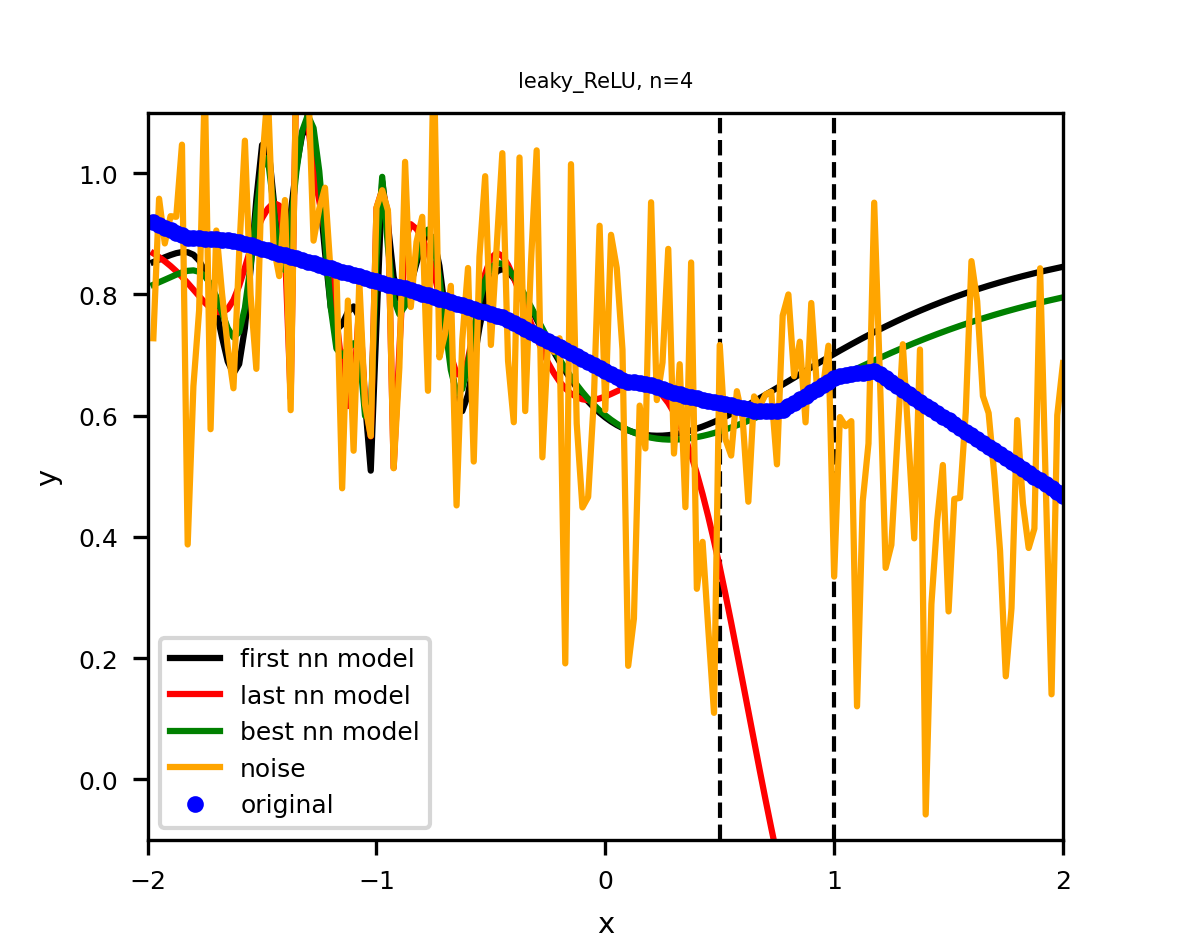 leaky_ReLU, n=4
y
1.0
0.8
0.6
0.4
0.2
0.0
first nn model
last nn model
best nn model
noise
original
−2
−1
0
1
2
x